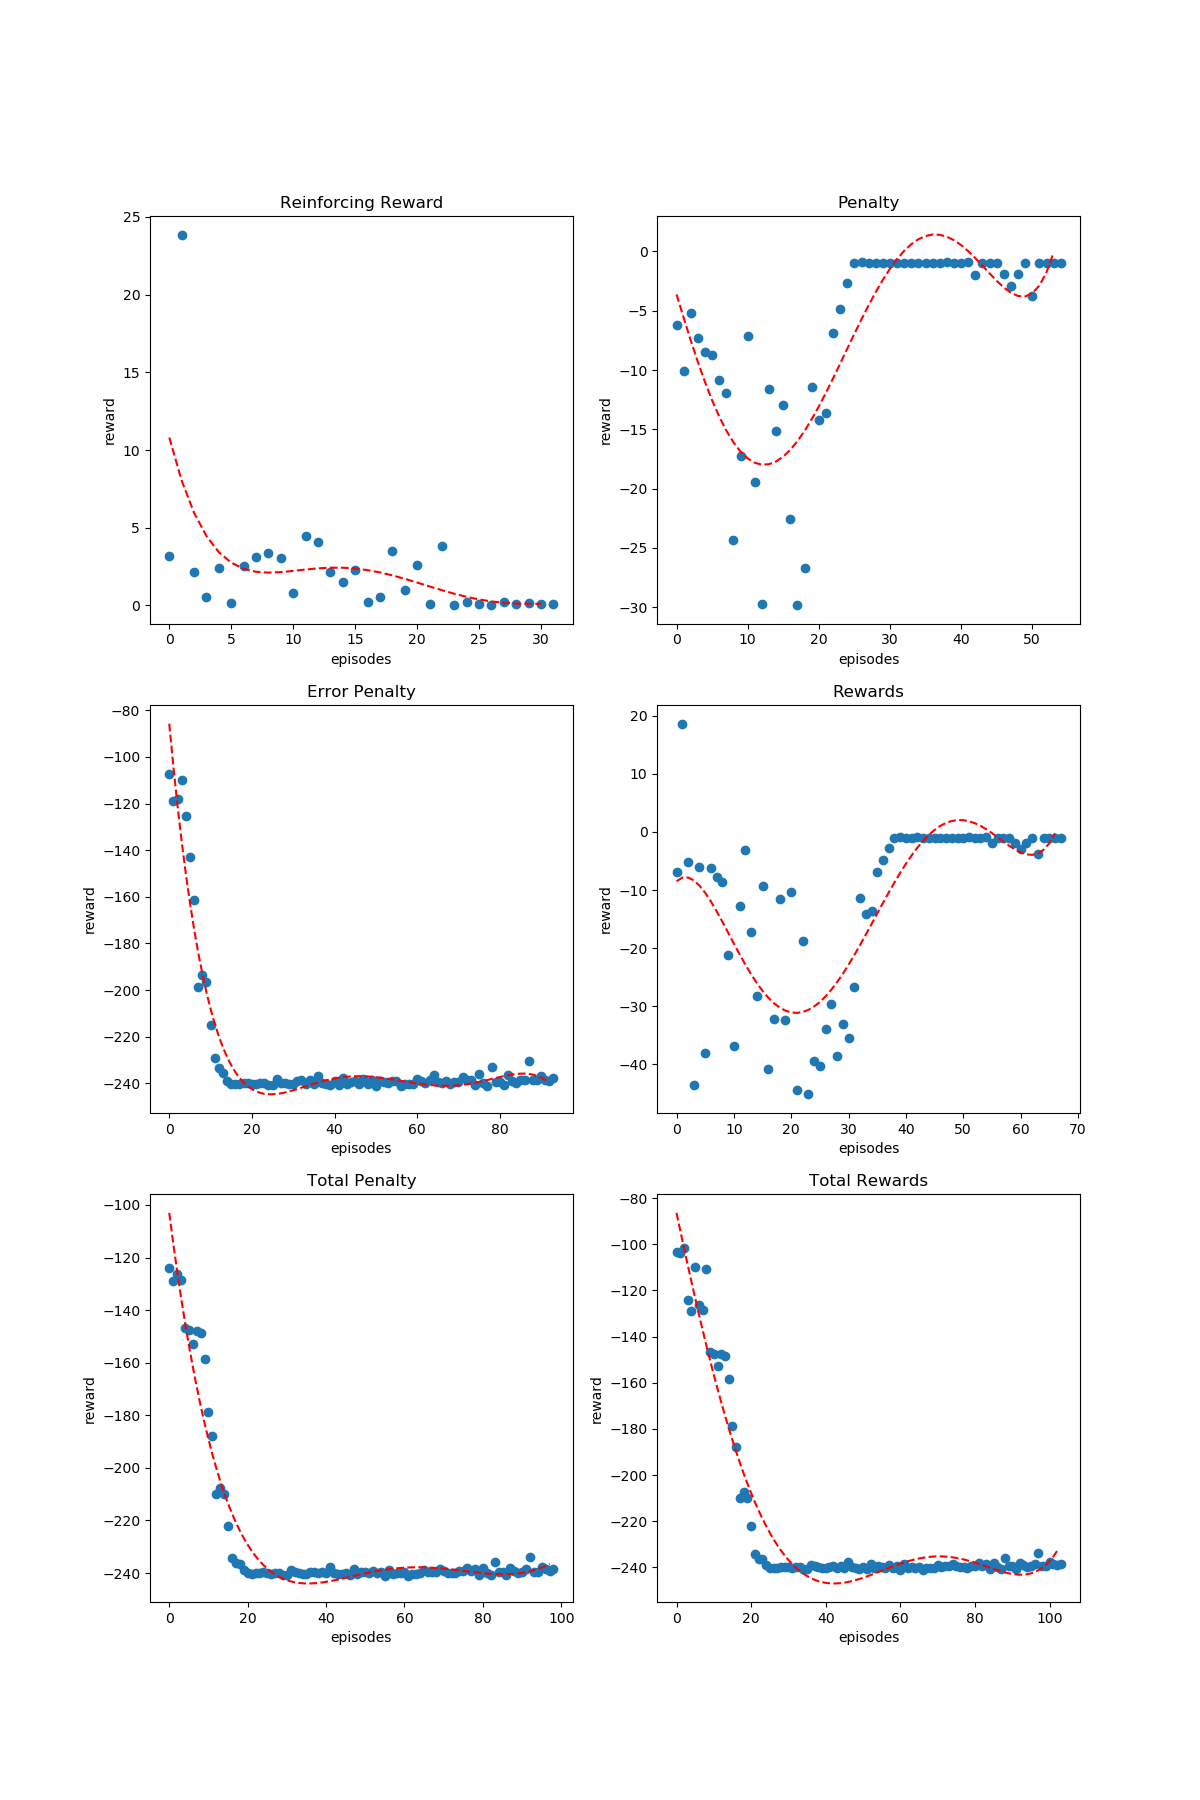 Reinforcing Reward
25
20
15
10
5
0
reward
0 5 10 15 20 25 30
episodes
Penalty
0
−5
−10
−15
−20
−25
−30
reward
0 10 20 30 40 50
episodes
Error Penalty
−80
−100
−120
−140
−160
−180
−200
−220
−240
reward
0 20 40 60 80
episodes
Rewards
20
10
0
−10
−20
−30
−40
reward
0 10 20 30 40 50 60 70
episodes
Total Penalty
−100
−120
−140
−160
−180
−200
−220
−240
reward
0 20 40 60 80 100
episodes
Total Rewards
−80
−100
−120
−140
−160
−180
−200
−220
−240
reward
0 20 40 60 80 100
episodes